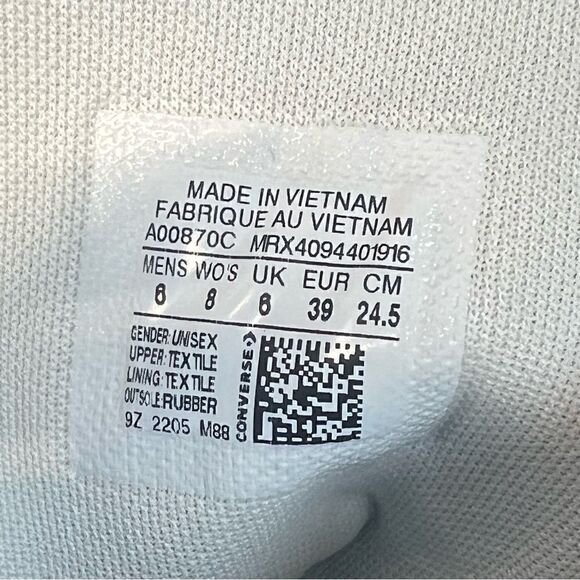 MADE IN VIETNAM
FABRIQUE AU VIETNAM
A00870C MRX4094401916
MENS WO'S UK EUR CM
6 8 6 39 24.5
GENDER:UNISEX
UPPER:TEXTILE
LINING:TEXTILE
OUTSOLE:RUBBER
9Z 2205 M88
CONVERSE